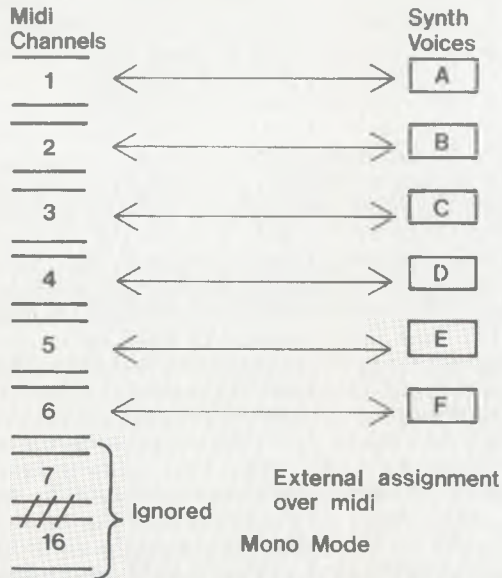 Midi
Channels
Synth
Voices
1
A
2
B
3
C
4
D
5
E
6
F
7
16
Ignored
External assignment
over midi
Mono Mode